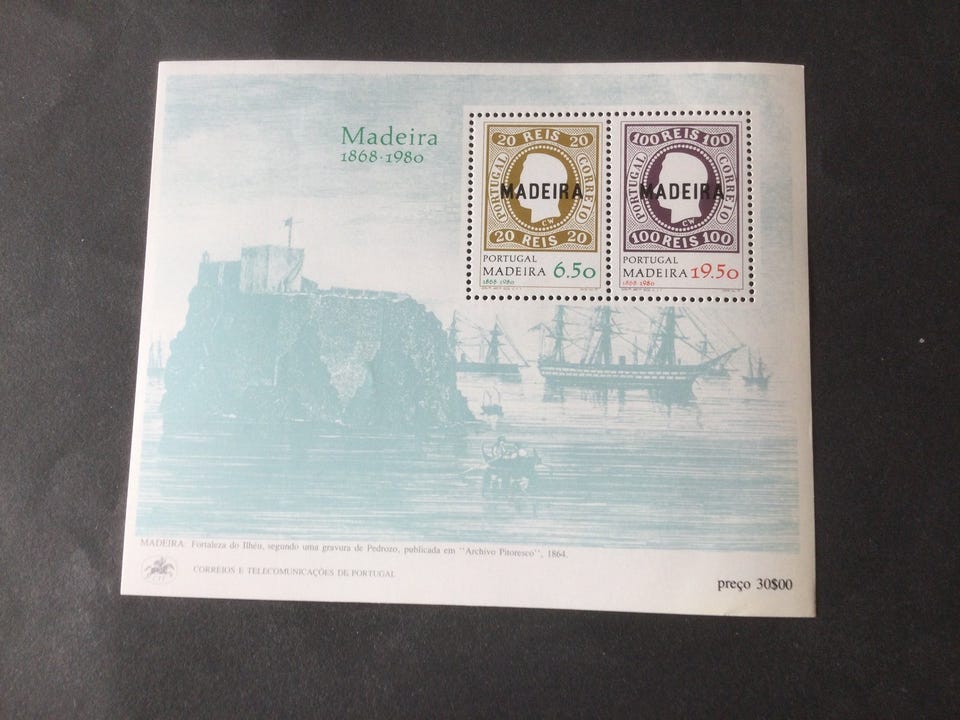 Madeira
1868·1980
20 REIS 20
PORTUGAL
CORREIO
MADEIRA
CW
20 REIS 20
PORTUGAL
MADEIRA 6.50
1868·1980
100 REIS 100
PORTUGAL
CORREIO
MADEIRA
CW
100 REIS 100
PORTUGAL
MADEIRA 19.50
1868·1980
MADEIRA: Fortaleza do Ilhéu, segundo uma gravura de Pedrozo, publicada em "Archivo Pitoresco", 1864.
CORREIOS E TELECOMUNICAÇÕES DE PORTUGAL
preço 30$00